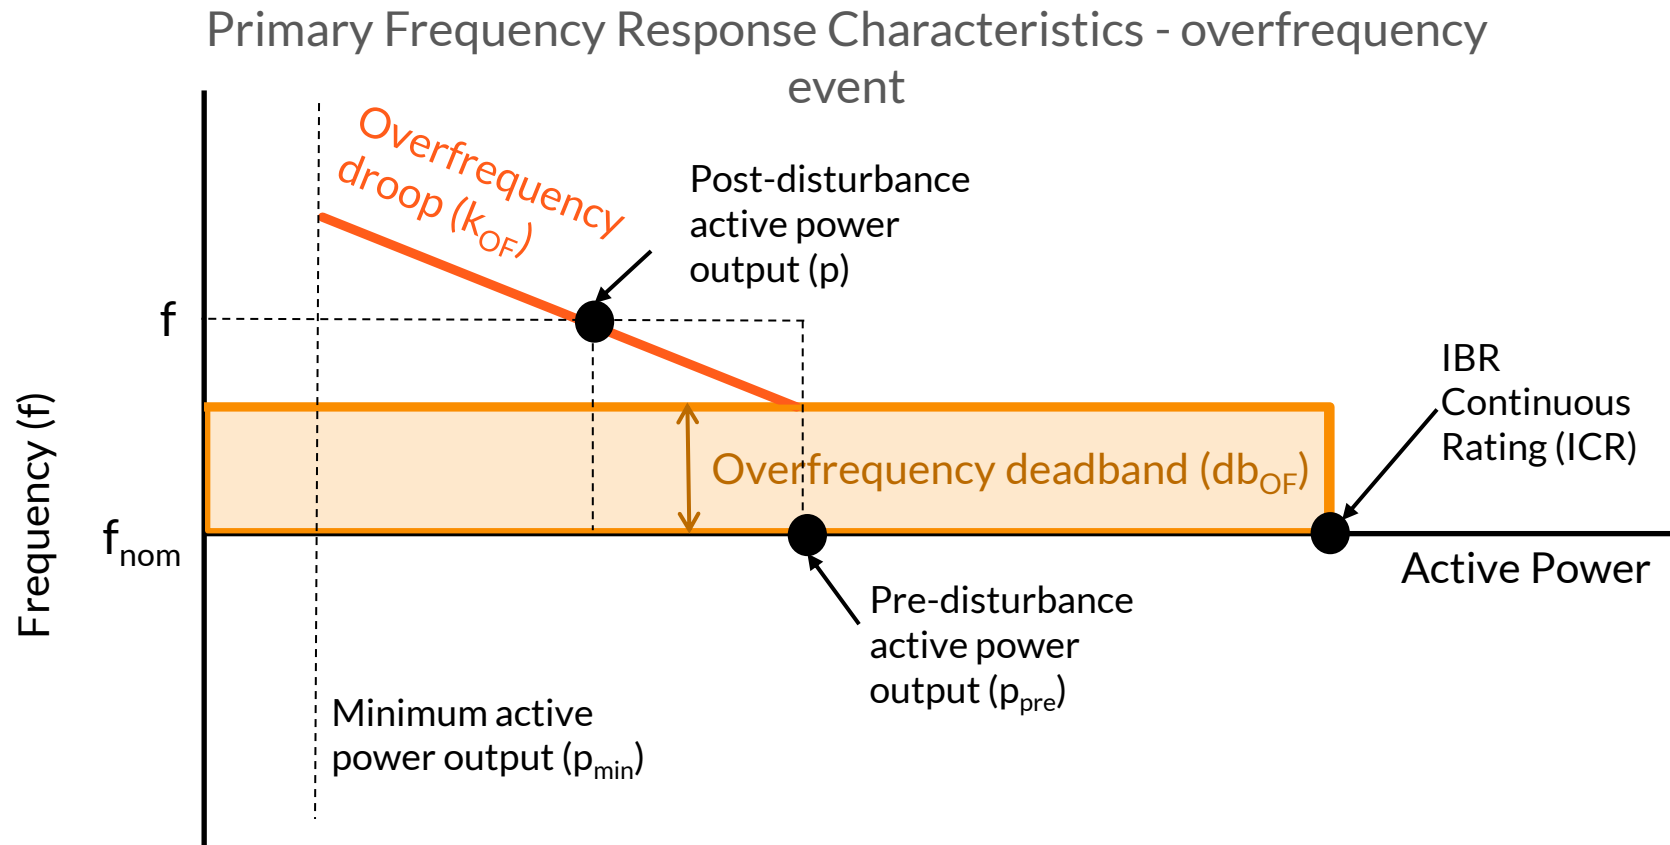 Primary Frequency Response Characteristics - overfrequency
event
Overfrequency
droop (kOF)
Post-disturbance
active power
output (p)
f
IBR
Continuous
Rating (ICR)
Frequency (f)
Overfrequency deadband (dbOF)
fnom
Active Power
Pre-disturbance
active power
output (ppre)
Minimum active
power output (pmin)